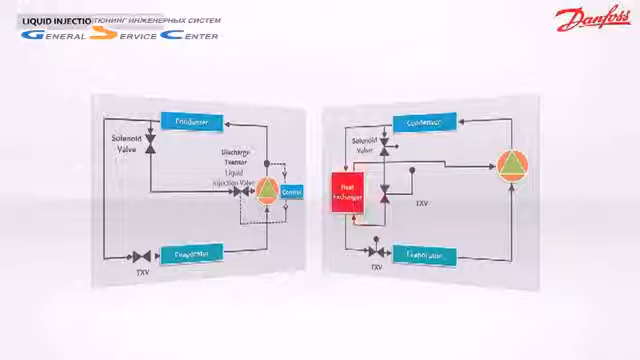 LIQUID INJECTIO
ТЮНИНГ ИНЖЕНЕРНЫХ СИСТЕМ
GENERAL SERVICE CENTER
Danfoss
Condenser
Solenoid
Valve
Discharge
Liquid
Injection Valve
Control
Evaporator
TXV
Condenser
Solenoid
Valve
Heat
Exchanger
TXV
Evaporator
TXV